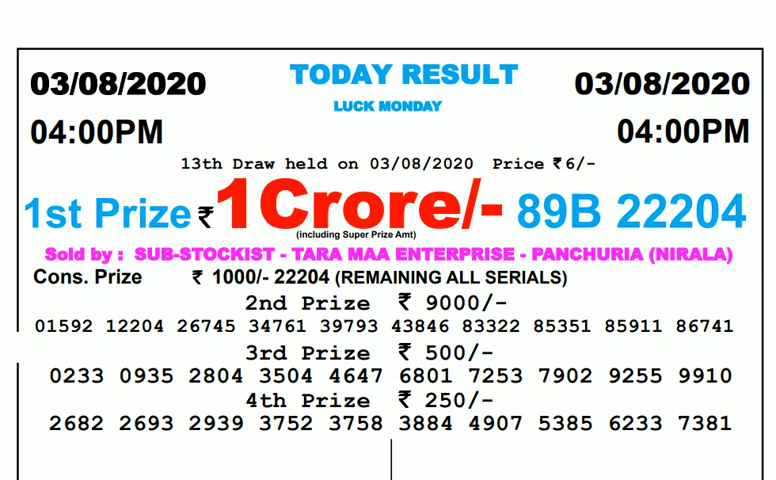 TODAY RESULT
03/08/2020 03/08/2020
LUCK MONDAY
04:00PM 04:00PM
13th Draw held on 03/08/2020 Price ₹6/-
1st Prize ₹1Crore/- 89B 22204
(including Super Prize Amt)
Sold by : SUB-STOCKIST - TARA MAA ENTERPRISE - PANCHURIA (NIRALA)
Cons. Prize ₹ 1000/- 22204 (REMAINING ALL SERIALS)
2nd Prize ₹ 9000/-
01592 12204 26745 34761 39793 43846 83322 85351 85911 86741
3rd Prize ₹ 500/-
0233 0935 2804 3504 4647 6801 7253 7902 9255 9910
4th Prize ₹ 250/-
2682 2693 2939 3752 3758 3884 4907 5385 6233 7381